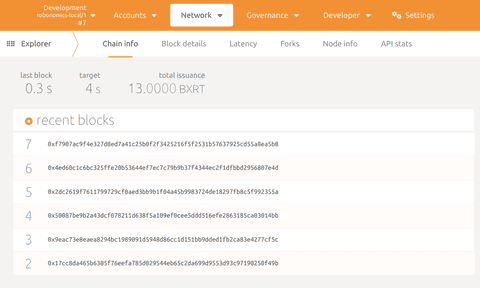 Development
robonomics-local/1
#7
Accounts
Network
Governance
Developer
Settings
Explorer
Chain info
Block details
Latency
Forks
Node info
API stats
last block
0.3 s
target
4 s
total issuance
13.0000 BXRT
recent blocks
7 0xf7907ac9f4e327d8ed7a41c25b0f2f3425216f5f2531b57637925cd55a8ea5b8
6 0x4ed60c1c6bc325ffe20b53644ef7ec7c79b9b37f4344ec2f1dfbbd2956807e4d
5 0x2dc2619f7611799729cf0aed3bb9b1f04a45b9983724de18297fb8c5f992355a
4 0x50087be9b2a43dcf078211d638f5a109ef0cee5ddd516efe2863185ca03014bb
3 0x9eac73e8eaea8294bc1989091d5948d86cc1d151bb9dded1fb2ca83e4277cf5c
2 0x17cc8da465b6305f76eefa785d029544eb65c2da699d9553d93c97190250f49b